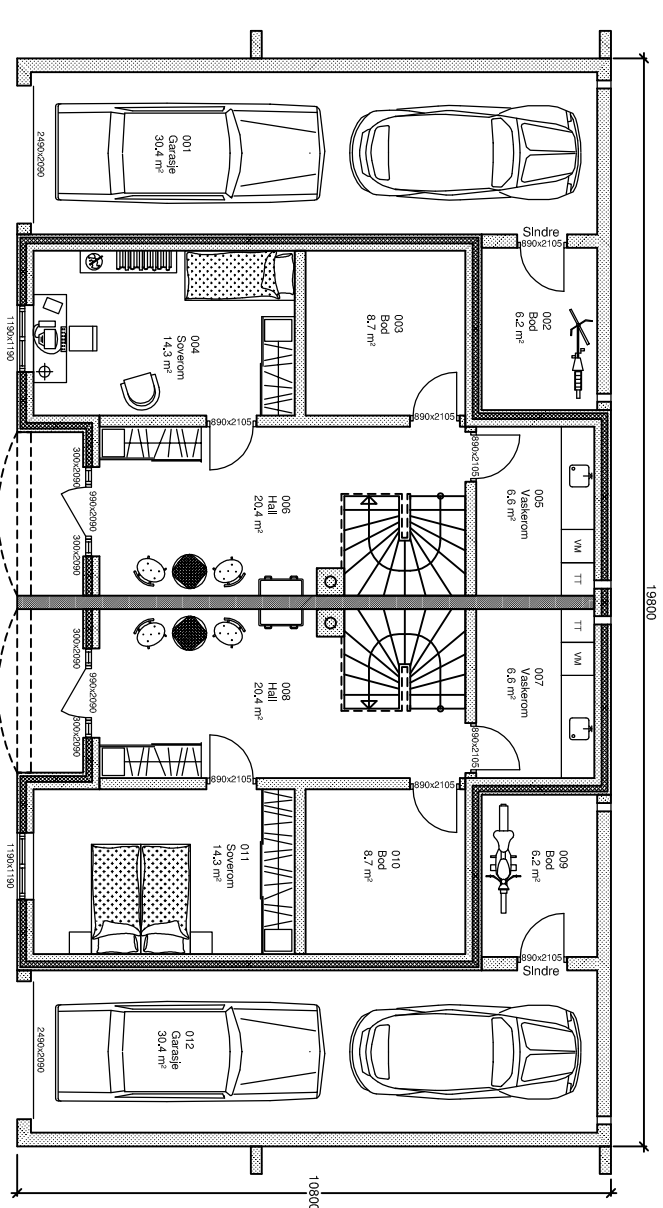 001
Garasje
30.4 m²
2490x2090
SIndre
890x2105
002
Bod
6.2 m²
003
Bod
8.7 m²
004
Soverom
14.3 m²
1190x1190
890x2105
890x2105
890x2105
005
Vaskerom
6.6 m²
VM
TT
006
Hall
20.4 m²
300x2090
990x2090
300x2090
19800
TT
VM
007
Vaskerom
6.6 m²
008
Hall
20.4 m²
300x2090
990x2090
300x2090
890x2105
890x2105
890x2105
009
Bod
6.2 m²
010
Bod
8.7 m²
011
Soverom
14.3 m²
1190x1190
890x2105
SIndre
012
Garasje
30.4 m²
2490x2090
10800